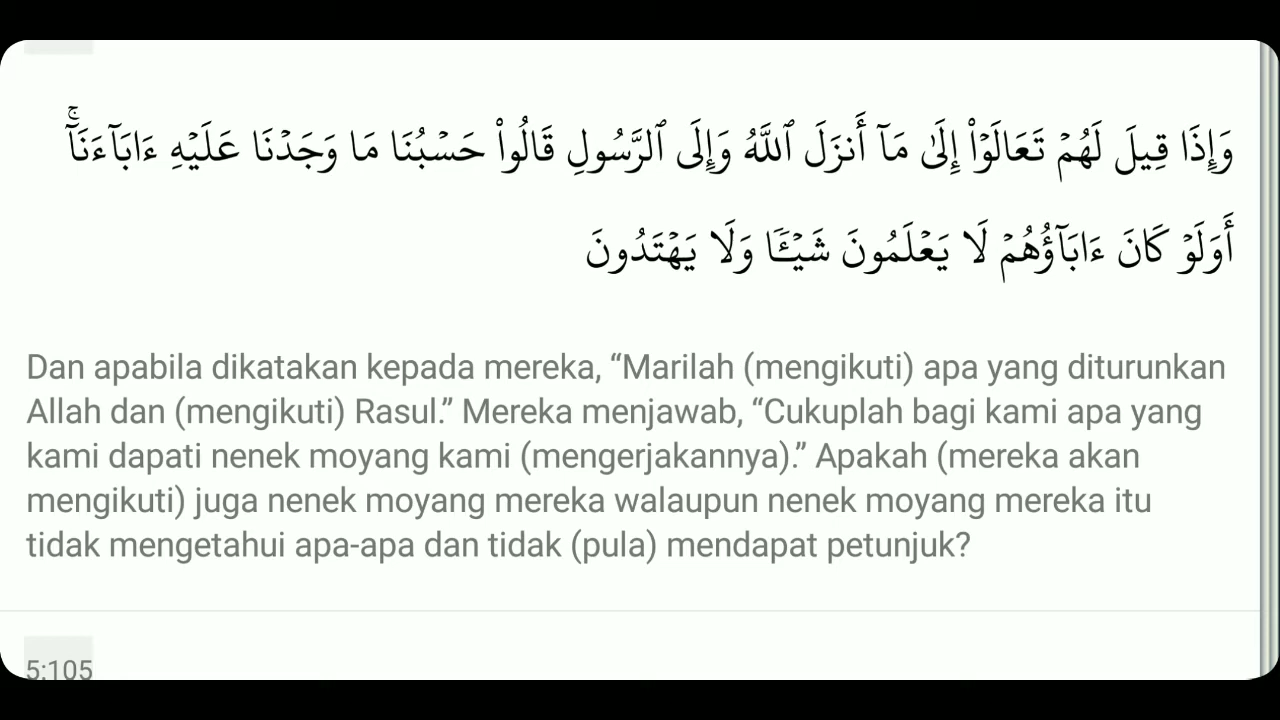 وَإِذَا قِيلَ لَهُمْ تَعَالَوْا۟ إِلَىٰ مَآ أَنزَلَ ٱللَّهُ وَإِلَى ٱلرَّسُولِ قَالُوا۟ حَسْبُنَا مَا وَجَدْنَا عَلَيْهِ ءَابَآءَنَآ ۚ
أَوَلَوْ كَانَ ءَابَآؤُهُمْ لَا يَعْلَمُونَ شَيْـًٔا وَلَا يَهْتَدُونَ
Dan apabila dikatakan kepada mereka, “Marilah (mengikuti) apa yang diturunkan
Allah dan (mengikuti) Rasul.” Mereka menjawab, “Cukuplah bagi kami apa yang
kami dapati nenek moyang kami (mengerjakannya).” Apakah (mereka akan
mengikuti) juga nenek moyang mereka walaupun nenek moyang mereka itu
tidak mengetahui apa-apa dan tidak (pula) mendapat petunjuk?
5:105